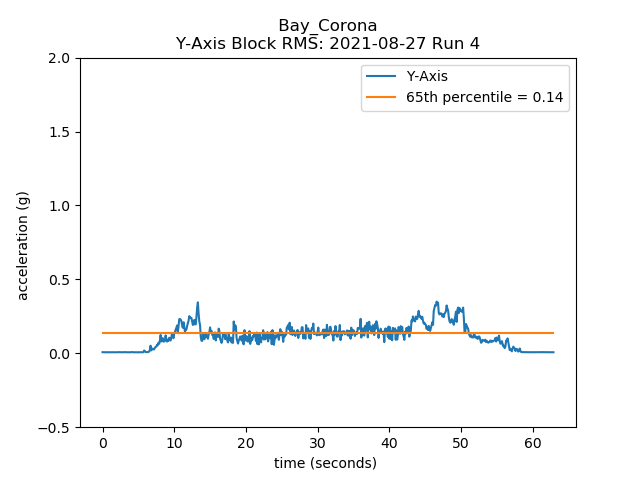 Bay_Corona
Y-Axis Block RMS: 2021-08-27 Run 4
2.0
1.5
1.0
0.5
0.0
−0.5
acceleration (g)
Y-Axis
65th percentile = 0.14
0 10 20 30 40 50 60
time (seconds)